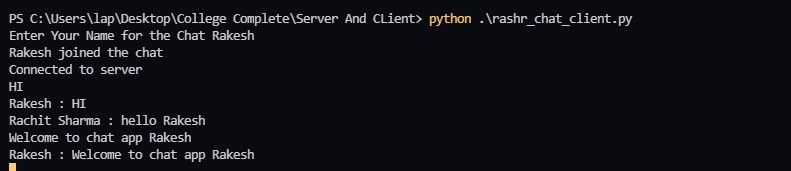 PS C:\Users\lap\Desktop\College Complete\Server And CLient> python .\rashr_chat_client.py
Enter Your Name for the Chat Rakesh
Rakesh joined the chat
Connected to server
HI
Rakesh : HI
Rachit Sharma : hello Rakesh
Welcome to chat app Rakesh
Rakesh : Welcome to chat app Rakesh